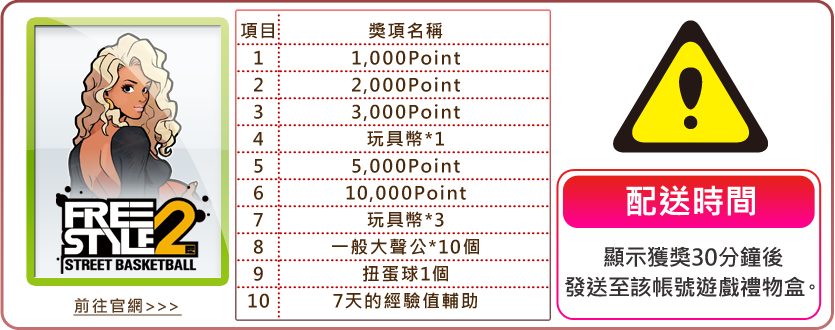 FREE
STYLE2
STREET BASKETBALL
前往官網>>>
項目 獎項名稱
1 1,000Point
2 2,000Point
3 3,000Point
4 玩具幣*1
5 5,000Point
6 10,000Point
7 玩具幣*3
8 一般大聲公*10個
9 扭蛋球1個
10 7天的經驗值輔助
配送時間
顯示獲獎30分鐘後
發送至該帳號遊戲禮物盒。